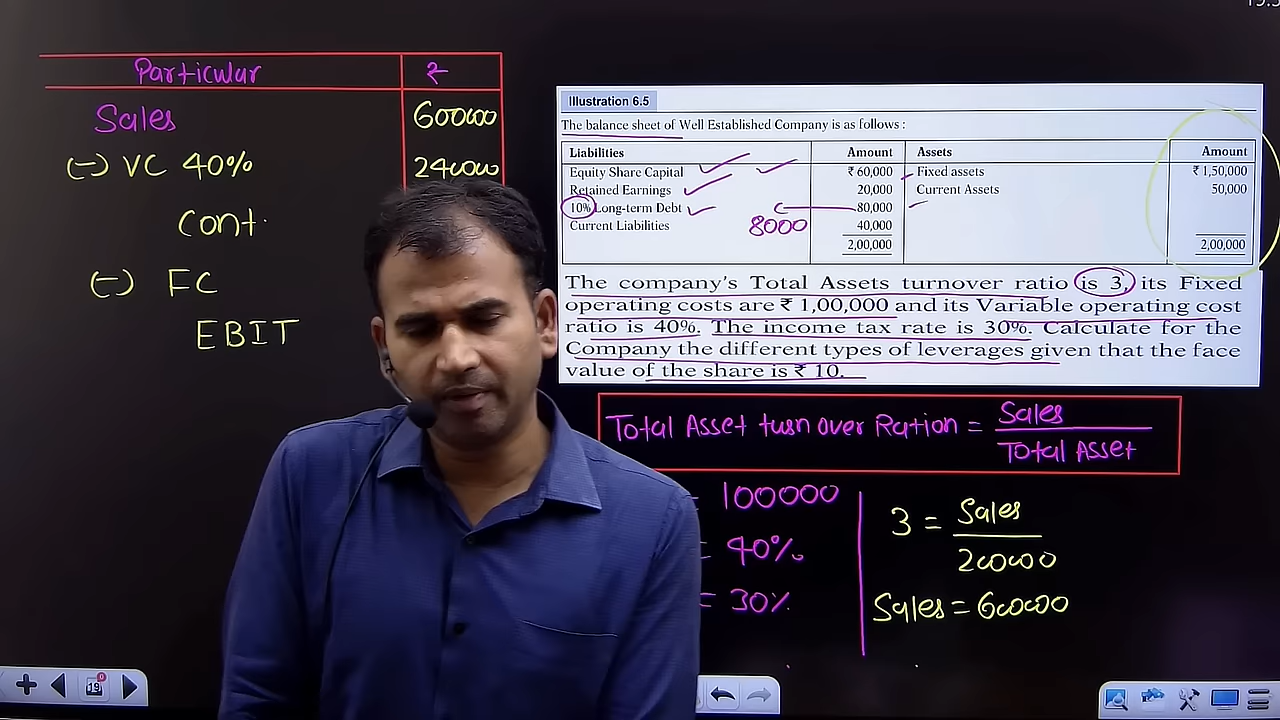 Particular ₹
Sales 600000
(-) VC 40% 240000
Cont.
(-) FC
EBIT
Illustration 6.5
The balance sheet of Well Established Company is as follows :
Liabilities Amount Assets Amount
Equity Share Capital ₹ 60,000 Fixed assets ₹ 1,50,000
Retained Earnings 20,000 Current Assets 50,000
10% Long-term Debt 80,000
Current Liabilities 8000 40,000
2,00,000 2,00,000
The company's Total Assets turnover ratio is 3, its Fixed
operating costs are ₹ 1,00,000 and its Variable operating cost
ratio is 40%. The income tax rate is 30%. Calculate for the
Company the different types of leverages given that the face
value of the share is ₹ 10.
Total Asset turn over Ration = Sales
Total Asset
= 100000
= 40%
= 30%
3 = Sales
200000
Sales = 600000
19